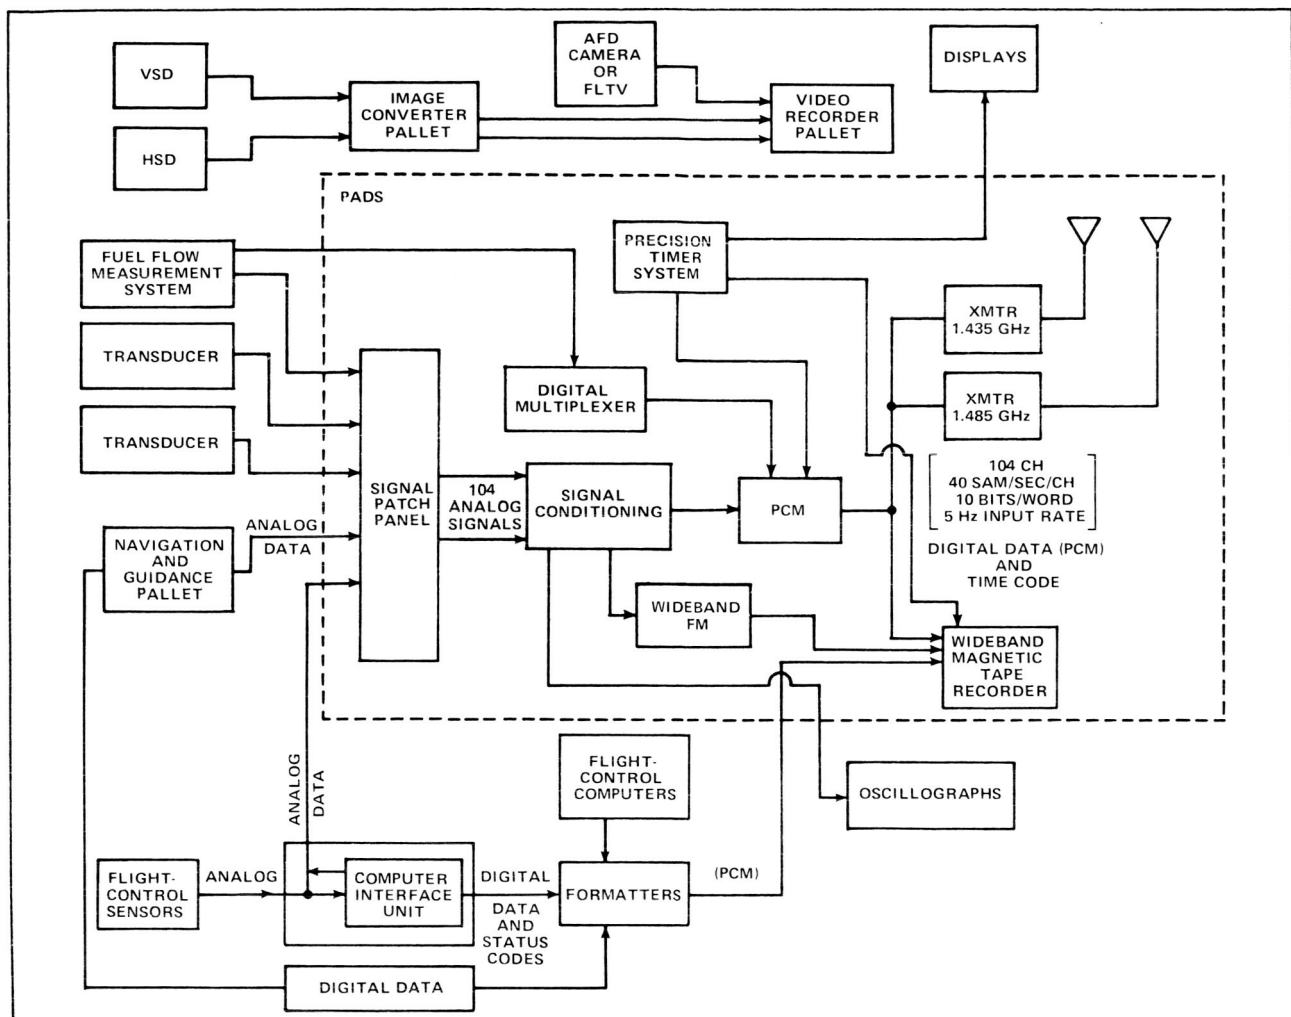 VSD
HSD
IMAGE
CONVERTER
PALLET
AFD
CAMERA
OR
FLTV
VIDEO
RECORDER
PALLET
DISPLAYS
PADS
FUEL FLOW
MEASUREMENT
SYSTEM
TRANSDUCER
TRANSDUCER
NAVIGATION
AND
GUIDANCE
PALLET
ANALOG
DATA
SIGNAL
PATCH
PANEL
104
ANALOG
SIGNALS
PRECISION
TIMER
SYSTEM
DIGITAL
MULTIPLEXER
SIGNAL
CONDITIONING
PCM
WIDEBAND
FM
XMTR
1.435 GHz
XMTR
1.485 GHz
104 CH
40 SAM/SEC/CH
10 BITS/WORD
5 Hz INPUT RATE
DIGITAL DATA (PCM)
AND
TIME CODE
WIDEBAND
MAGNETIC
TAPE
RECORDER
ANALOG
DATA
FLIGHT-
CONTROL
COMPUTERS
OSCILLOGRAPHS
FLIGHT-
CONTROL
SENSORS
ANALOG
COMPUTER
INTERFACE
UNIT
DIGITAL
DATA
AND
STATUS
CODES
FORMATTERS
(PCM)
DIGITAL DATA